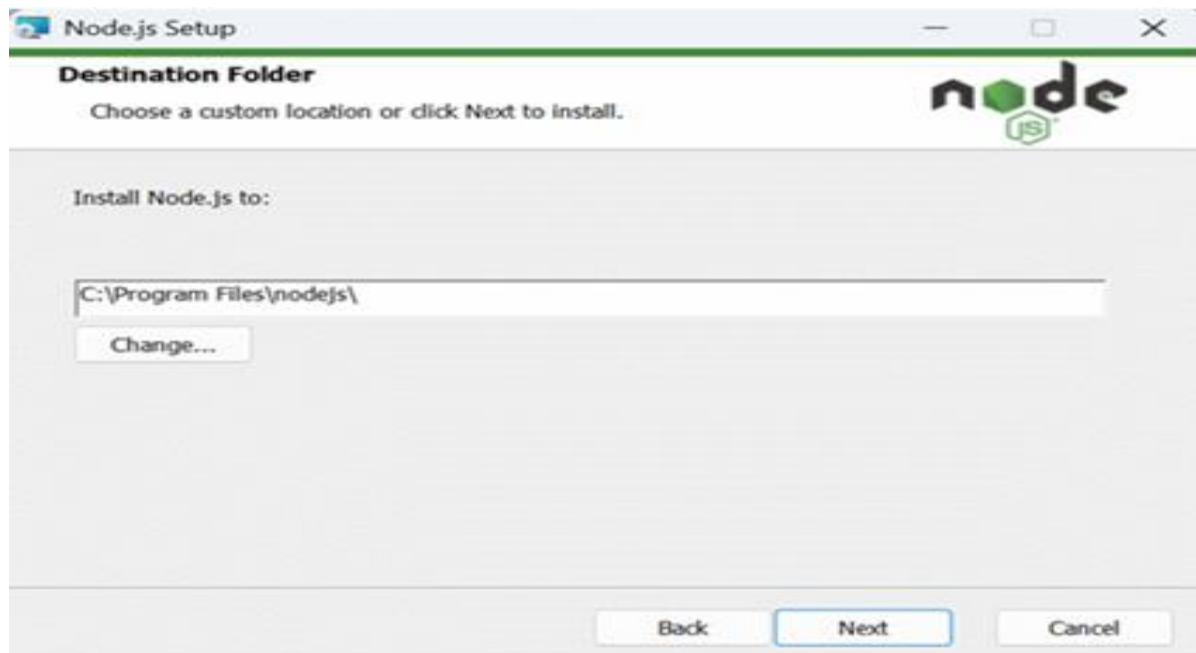 Node.js Setup
Destination Folder
Choose a custom location or click Next to install.
node
JS
Install Node.js to:
C:\Program Files\nodejs\
Change...
Back Next Cancel